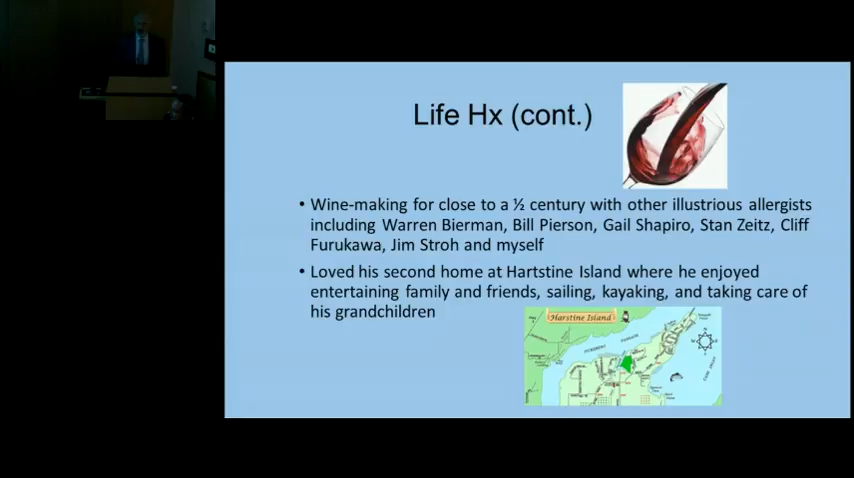 Life Hx (cont.)
• Wine-making for close to a ½ century with other illustrious allergists
including Warren Bierman, Bill Pierson, Gail Shapiro, Stan Zeitz, Cliff
Furukawa, Jim Stroh and myself
• Loved his second home at Hartstine Island where he enjoyed
entertaining family and friends, sailing, kayaking, and taking care of
his grandchildren
Harstine Island